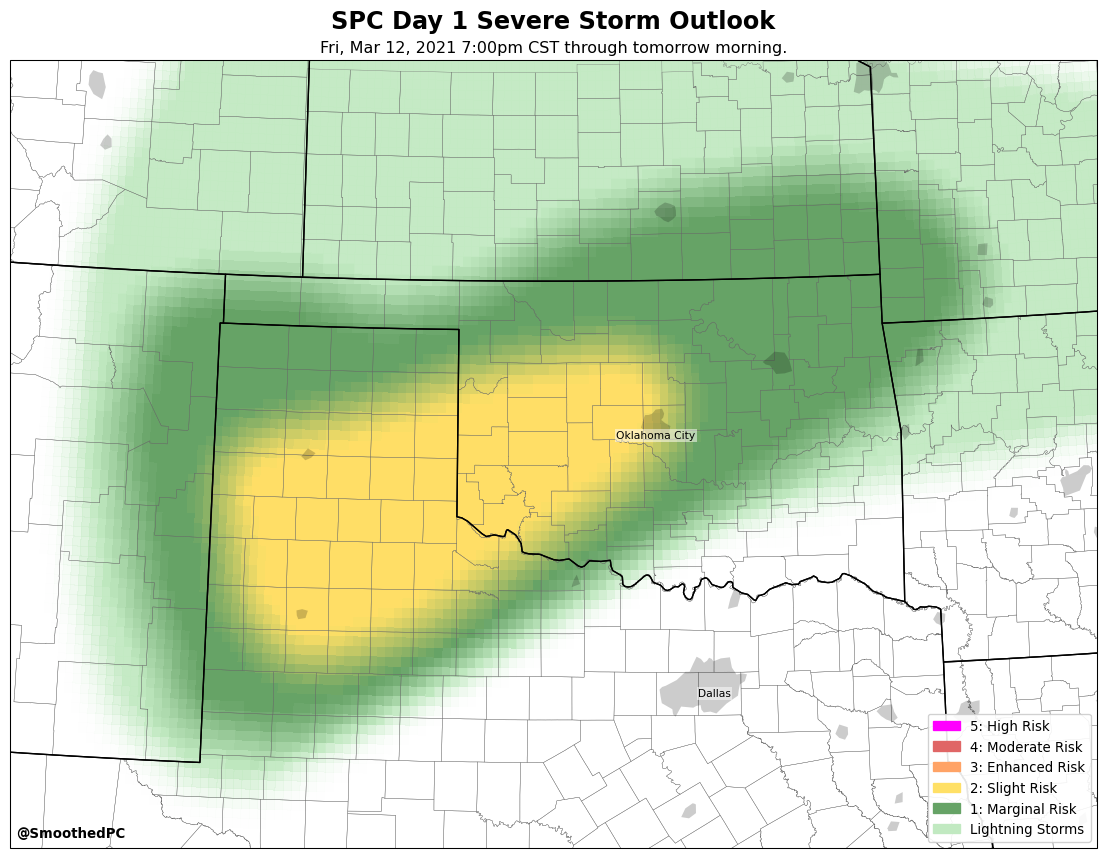 SPC Day 1 Severe Storm Outlook
Fri, Mar 12, 2021 7:00pm CST through tomorrow morning.
Oklahoma City
Dallas
5: High Risk
4: Moderate Risk
3: Enhanced Risk
2: Slight Risk
1: Marginal Risk
Lightning Storms
@SmoothedPC